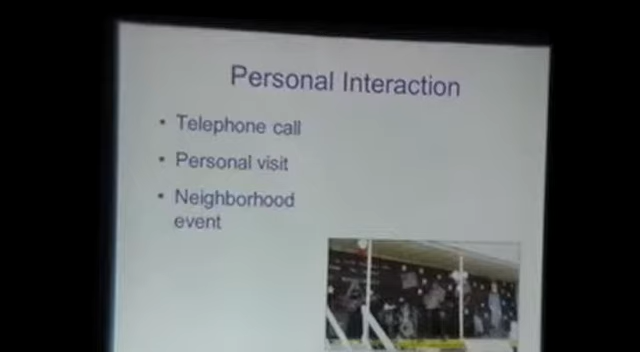 Personal Interaction
• Telephone call
• Personal visit
• Neighborhood
event